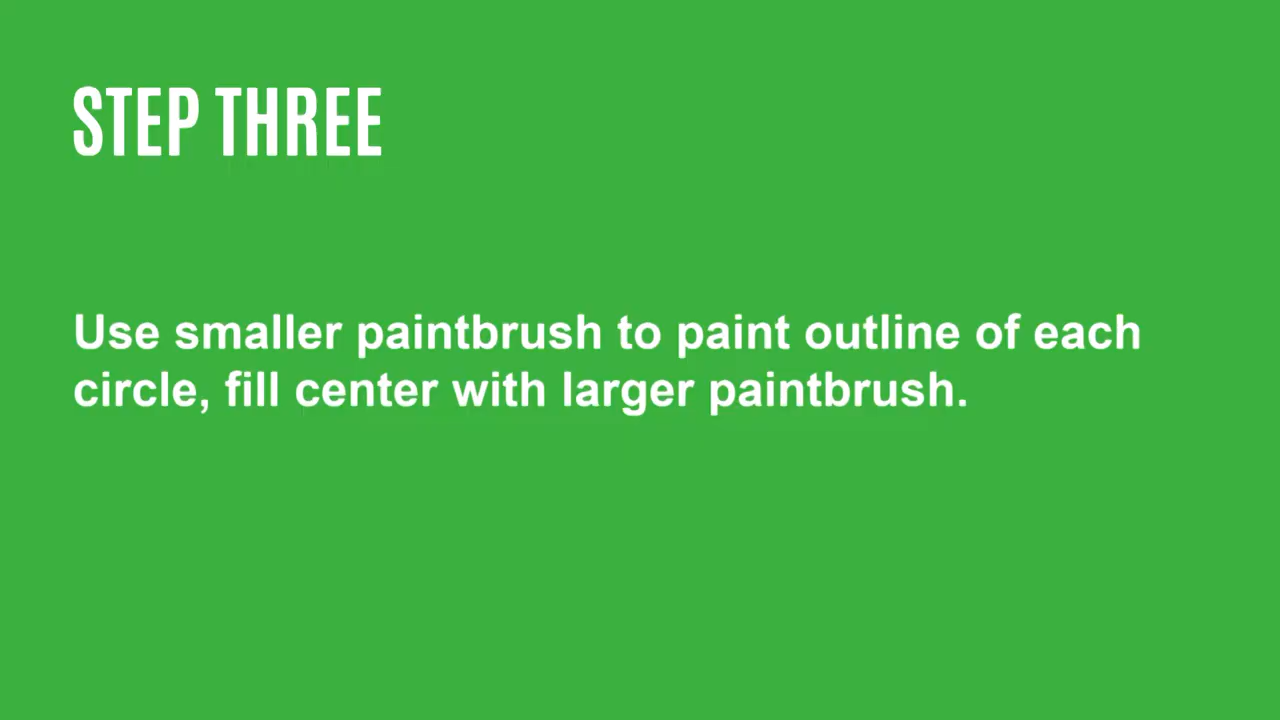 STEP THREE
Use smaller paintbrush to paint outline of each
circle, fill center with larger paintbrush.